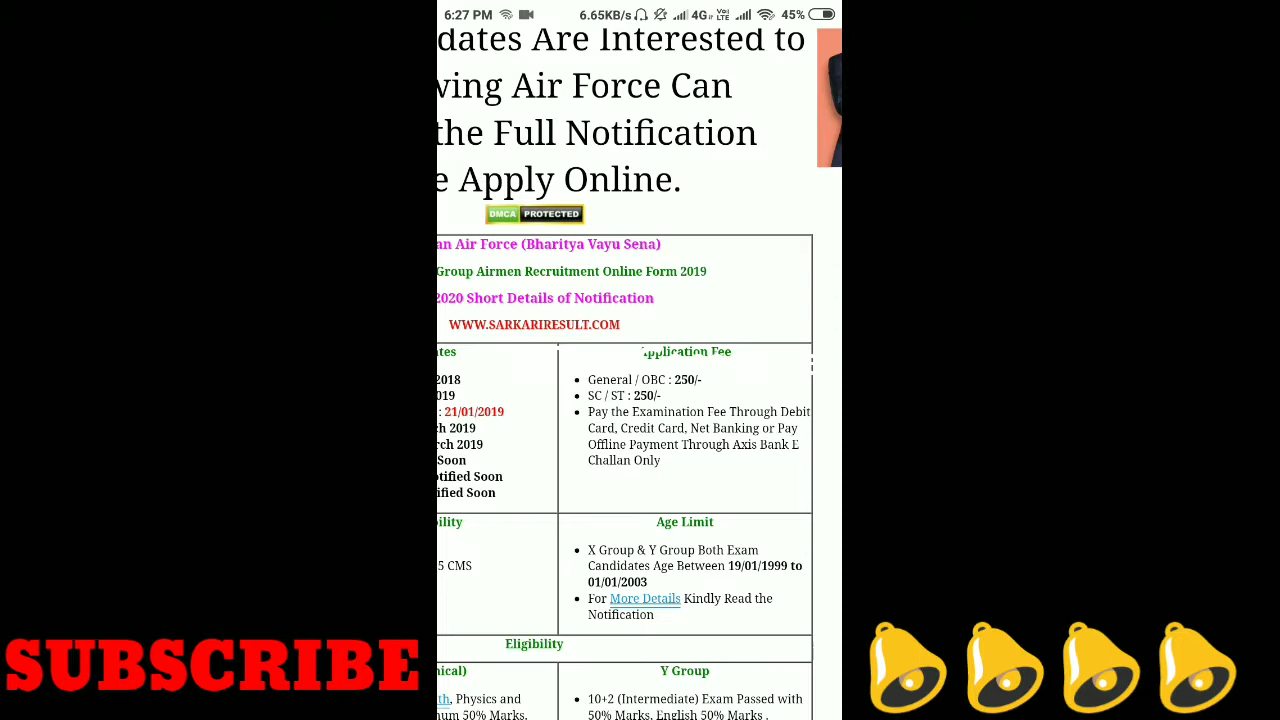 6:27 PM 6.65KB/s 4G VoLTE 45%
dates Are Interested to
wing Air Force Can
the Full Notification
e Apply Online.
DMCA PROTECTED
an Air Force (Bharitya Vayu Sena)
Group Airmen Recruitment Online Form 2019
2020 Short Details of Notification
WWW.SARKARIRESULT.COM
tes
2018
019
: 21/01/2019
ch 2019
rch 2019
Soon
otified Soon
ified Soon
Application Fee
General / OBC : 250/-
SC / ST : 250/-
Pay the Examination Fee Through Debit
Card, Credit Card, Net Banking or Pay
Offline Payment Through Axis Bank E
Challan Only
bility
5 CMS
Age Limit
X Group & Y Group Both Exam
Candidates Age Between 19/01/1999 to
01/01/2003
For More Details Kindly Read the
Notification
Eligibility
nical)
th, Physics and
num 50% Marks,
Y Group
10+2 (Intermediate) Exam Passed with
50% Marks, English 50% Marks .
SUBSCRIBE